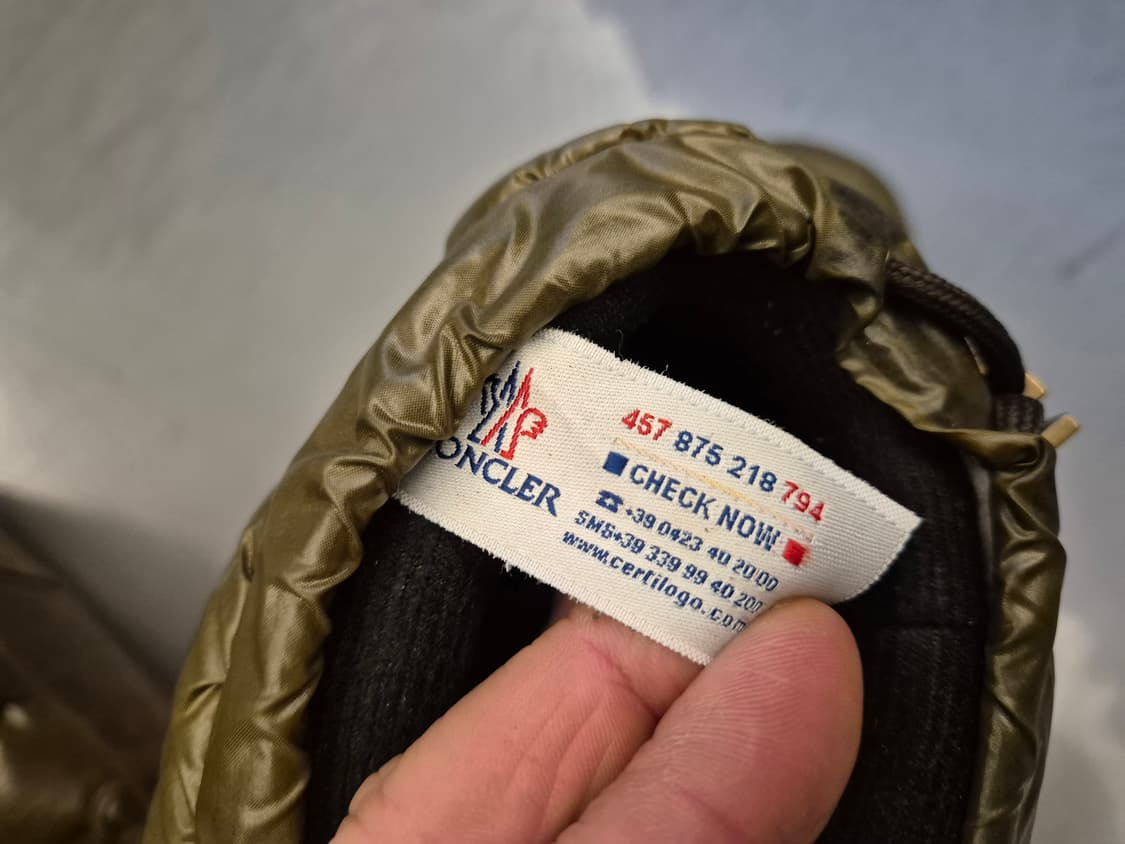 MONCLER
457 875 218 794
CHECK NOW
☎ +39 0423 40 20 00
SMS+39 339 99 40 200
www.certilogo.com